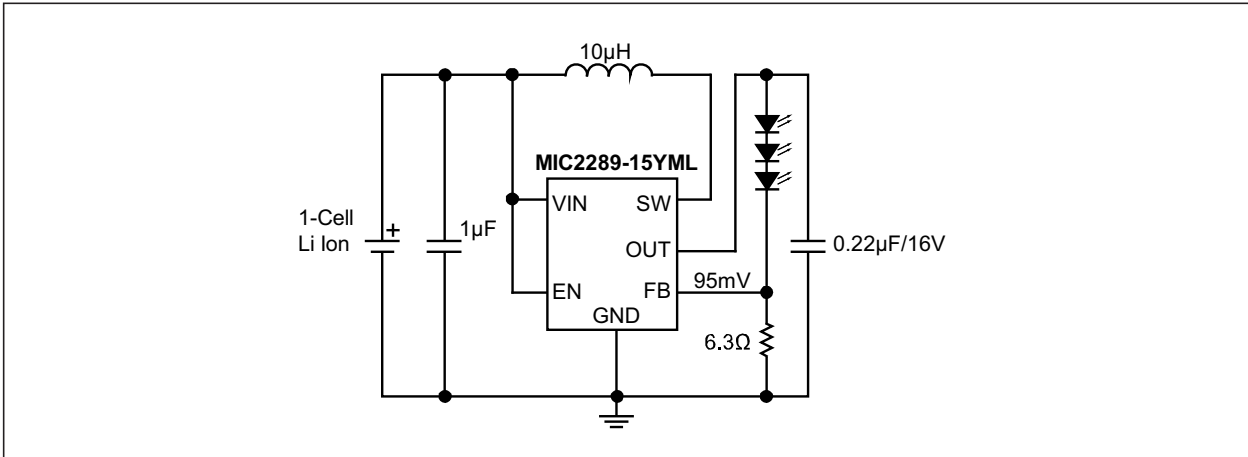 10µH
MIC2289-15YML
1-Cell
Li Ion
+
1µF
VIN
SW
OUT
EN
FB
GND
95mV
0.22µF/16V
6.3Ω